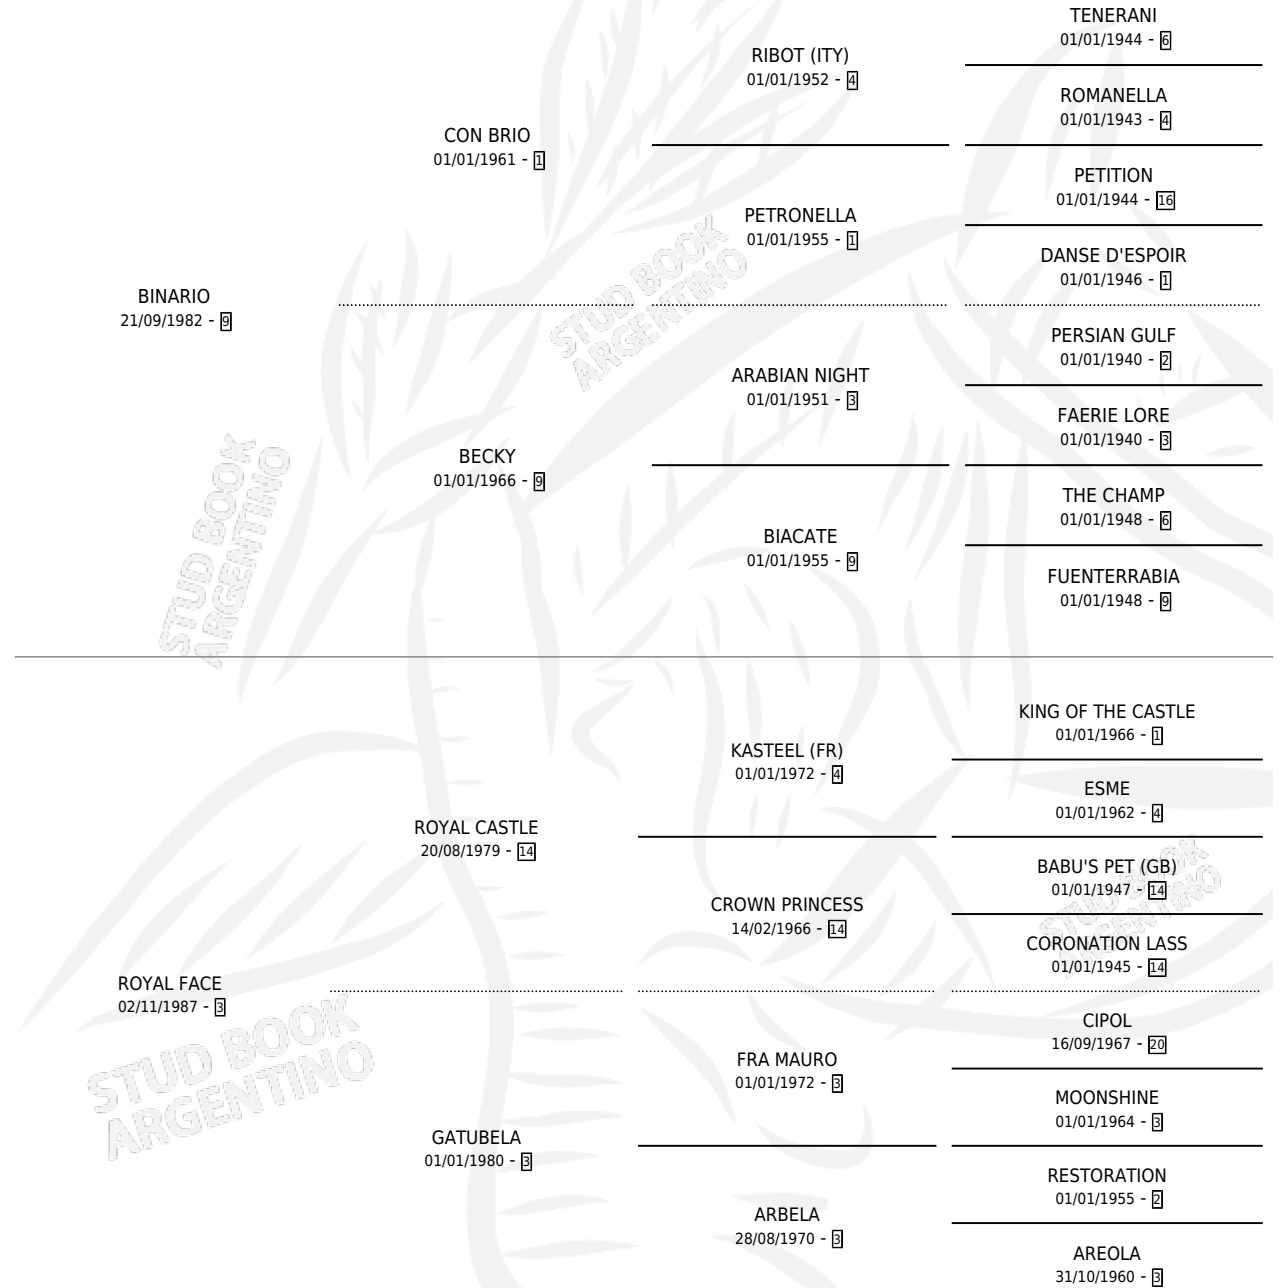 TENERANI
01/01/1944 - 6
RIBOT (ITY)
01/01/1952 - 4
ROMANELLA
01/01/1943 - 4
CON BRIO
01/01/1961 - 1
PETITION
01/01/1944 - 16
PETRONELLA
01/01/1955 - 1
DANSE D'ESPOIR
01/01/1946 - 1
BINARIO
21/09/1982 - 9
PERSIAN GULF
01/01/1940 - 2
ARABIAN NIGHT
01/01/1951 - 3
FAERIE LORE
01/01/1940 - 3
BECKY
01/01/1966 - 9
THE CHAMP
01/01/1948 - 6
BIACATE
01/01/1955 - 9
FUENTERRABIA
01/01/1948 - 9
STUD BOOK
ARGENTINO
STUD BOOK
ARGENTINO
KING OF THE CASTLE
01/01/1966 - 1
KASTEEL (FR)
01/01/1972 - 4
ESME
01/01/1962 - 4
ROYAL CASTLE
20/08/1979 - 14
BABU'S PET (GB)
01/01/1947 - 14
CROWN PRINCESS
14/02/1966 - 14
CORONATION LASS
01/01/1945 - 14
STUD BOOK
ARGENTINO
ROYAL FACE
02/11/1987 - 3
CIPOL
16/09/1967 - 20
FRA MAURO
01/01/1972 - 3
MOONSHINE
01/01/1964 - 3
GATUBELA
01/01/1980 - 3
RESTORATION
01/01/1955 - 2
ARBELA
28/08/1970 - 3
AREOLA
31/10/1960 - 3
STUD BOOK
ARGENTINO